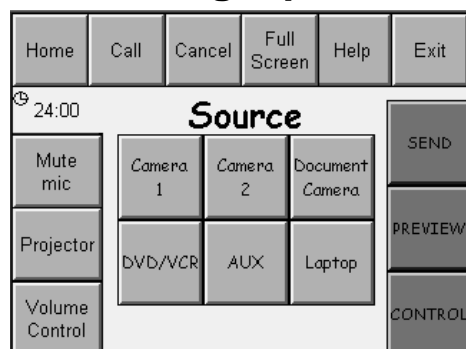 Home
Call
Cancel
Full
Screen
Help
Exit
24:00
Source
Mute
mic
Projector
Volume
Control
Camera
1
Camera
2
Document
Camera
DVD/VCR
AUX
Laptop
SEND
PREVIEW
CONTROL